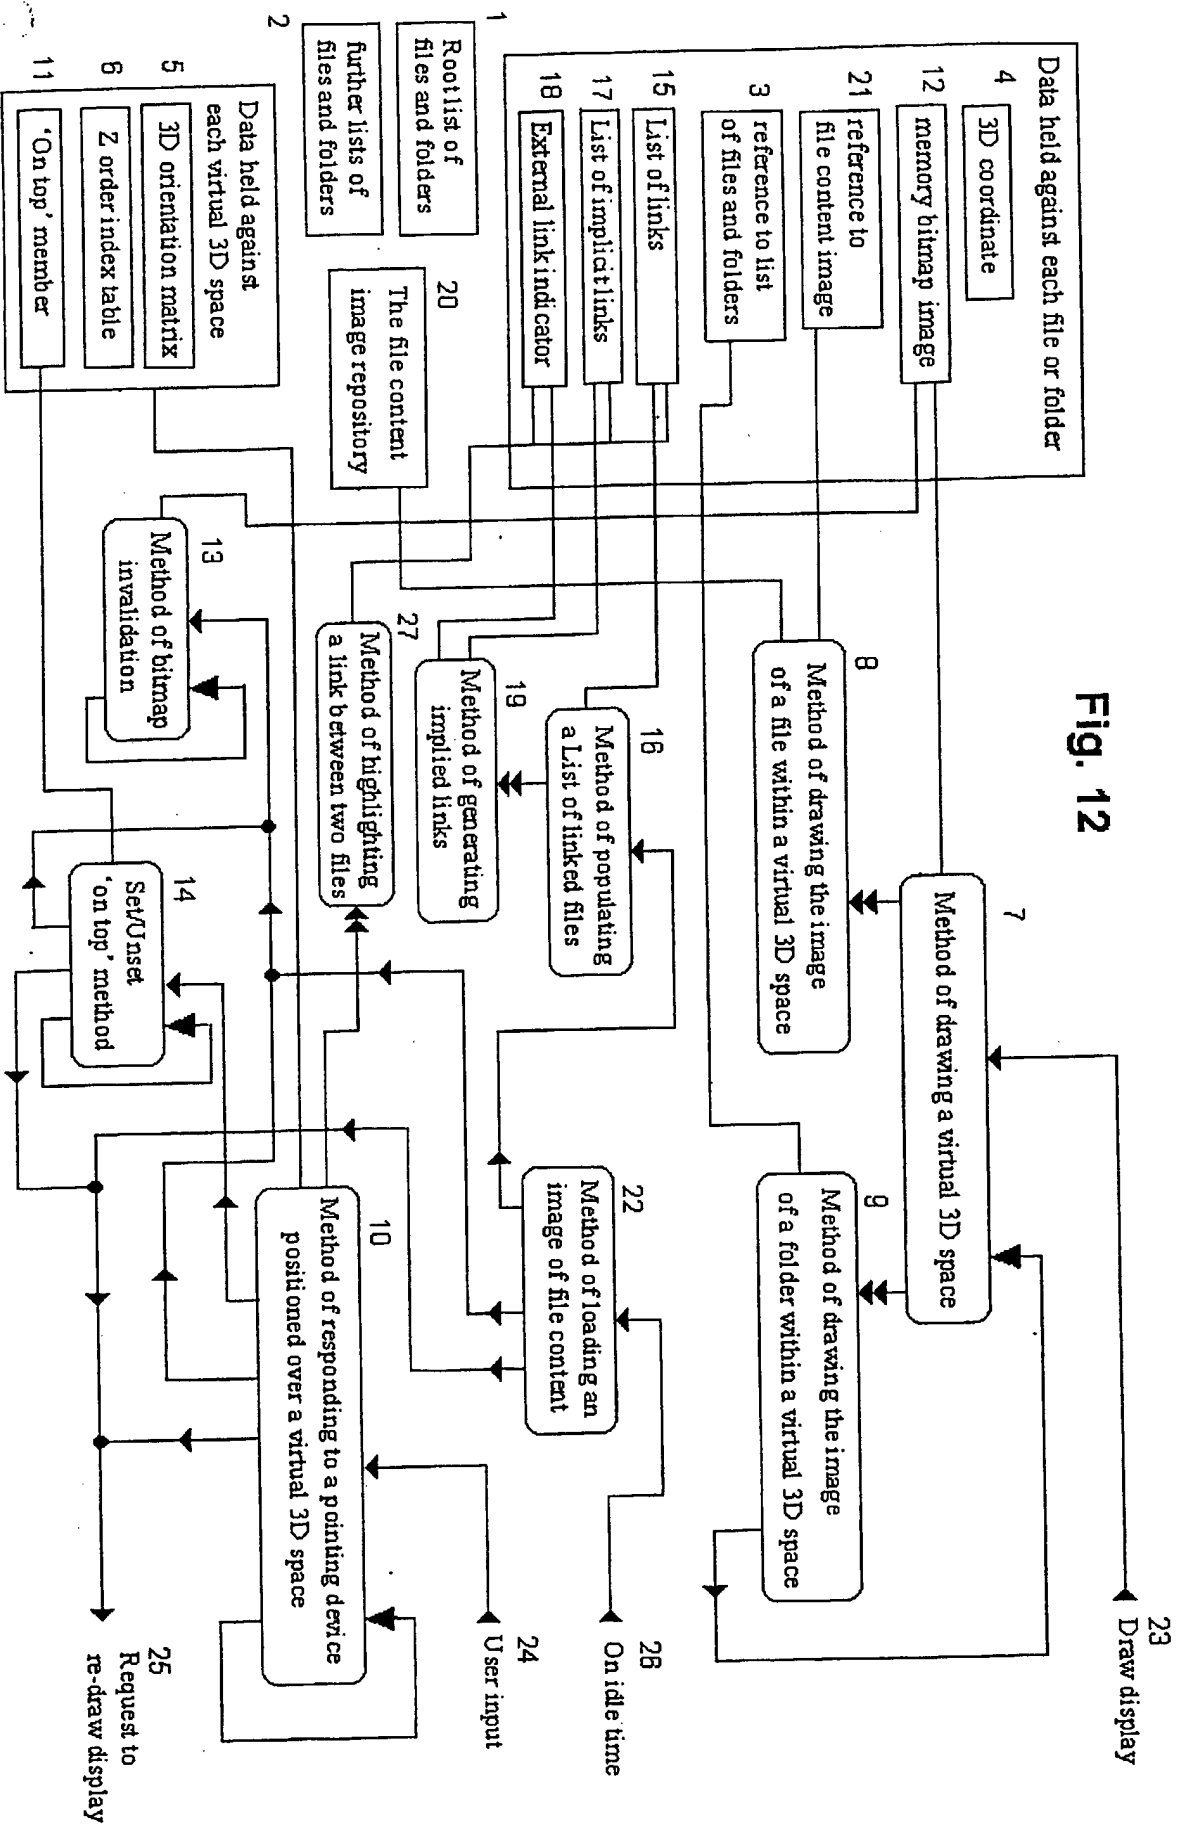 Fig. 12
23
Draw display
7
Method of drawing a virtual 3D space
Data held against each file or folder
4
3D coordinate
12
memory bitmap image
21
reference to
file content image
3
reference to list
of files and folders
15
List of links
17
List of implicit links
18
External link indicator
8
Method of drawing the image
of a file within a virtual 3D space
9
Method of drawing the image
of a folder within a virtual 3D space
16
Method of populating
a List of linked files
19
Method of generating
implied links
22
Method of loading an
image of file content
26
On idle time
24
User input
1
Root list of
files and folders
2
further lists of
files and folders
20
The file content
image repository
27
Method of highlighting
a link between two files
10
Method of responding to a pointing device
positioned over a virtual 3D space
Data held against
each virtual 3D space
5
3D orientation matrix
6
Z order index table
11
'On top' member
13
Method of bitmap
invalidation
14
Set/Unset
'on top' method
25
Request to
re-draw display